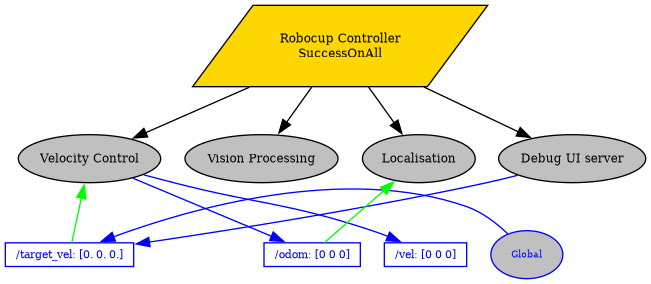 Robocup Controller
SuccessOnAll
Velocity Control
Vision Processing
Localisation
Debug UI server
/target_vel: [0. 0. 0.]
/odom: [0 0 0]
/vel: [0 0 0]
Global